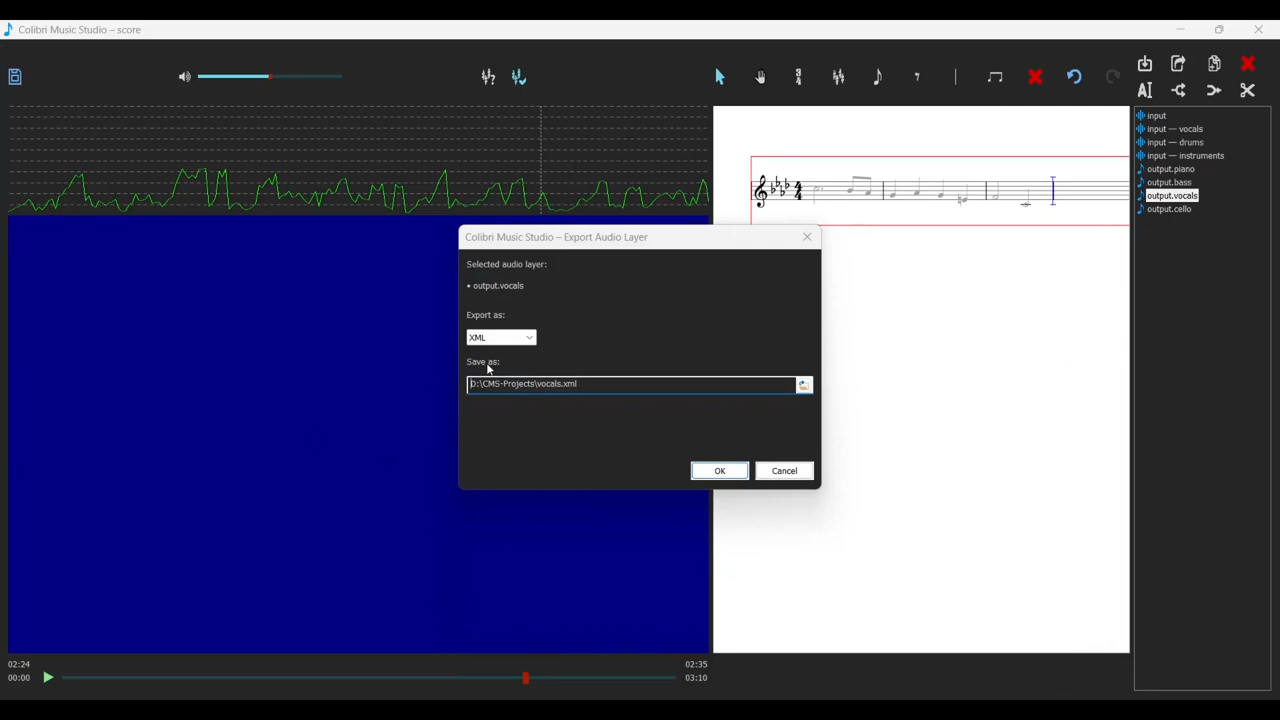 Colibri Music Studio – score
4
4
input
input — vocals
input — drums
input — instruments
output.piano
output.bass
output.vocals
output.cello
Colibri Music Studio – Export Audio Layer
Selected audio layer:
• output.vocals
Export as:
XML
Save as:
D:\CMS-Projects\vocals.xml
OK
Cancel
02:24
02:35
00:00
03:10